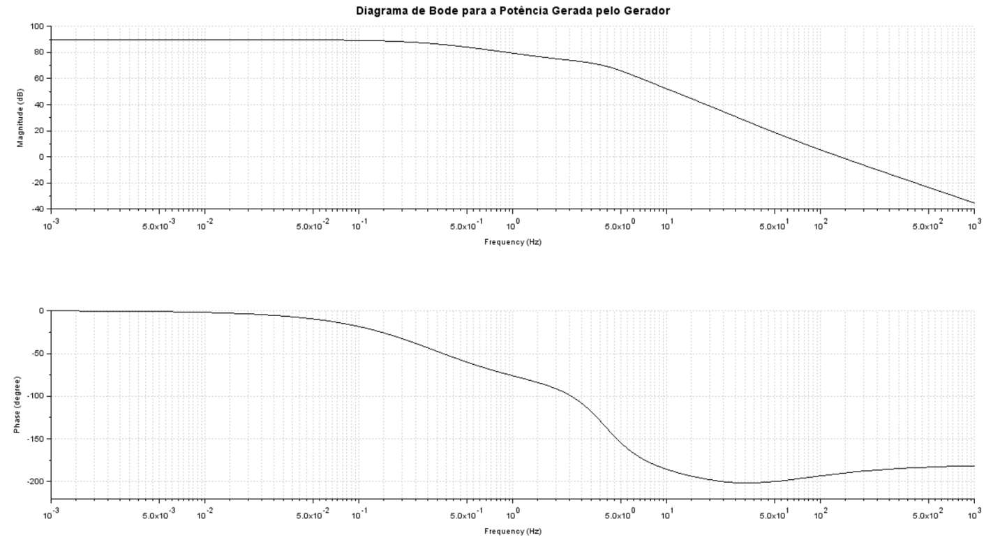 Diagrama de Bode para a Potência Gerada pelo Gerador
100
80
60
40
20
0
-20
-40
Magnitude (dB)
10^-3 5.0x10^-3 10^-2 5.0x10^-2 10^-1 5.0x10^-1 10^0 5.0x10^0 10^1 5.0x10^1 10^2 5.0x10^2 10^3
Frequency (Hz)
0
-50
-100
-150
-200
Phase (degree)
10^-3 5.0x10^-3 10^-2 5.0x10^-2 10^-1 5.0x10^-1 10^0 5.0x10^0 10^1 5.0x10^1 10^2 5.0x10^2 10^3
Frequency (Hz)